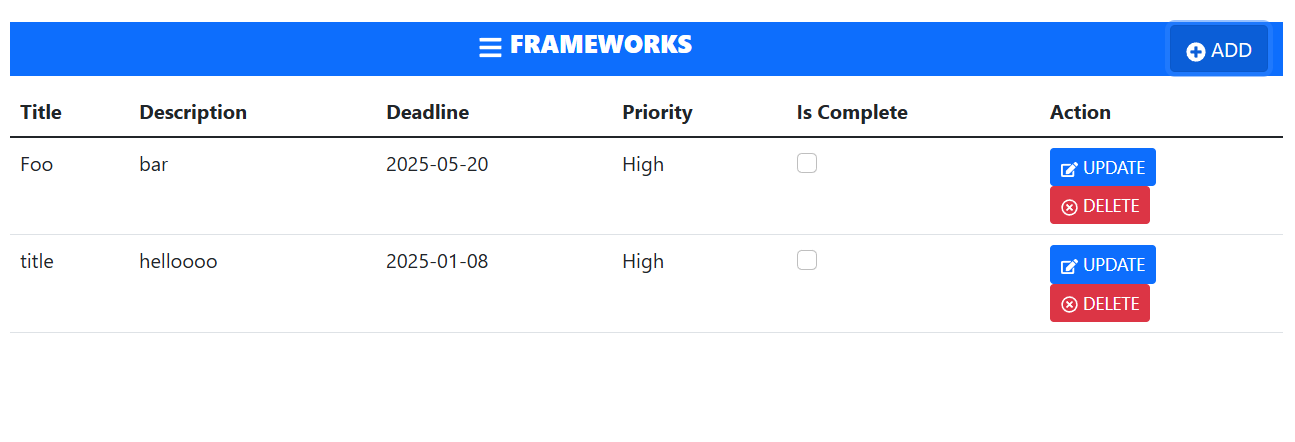 FRAMEWORKS ADD
Title Description Deadline Priority Is Complete Action
Foo bar 2025-05-20 High UPDATE
DELETE
title helloooo 2025-01-08 High UPDATE
DELETE